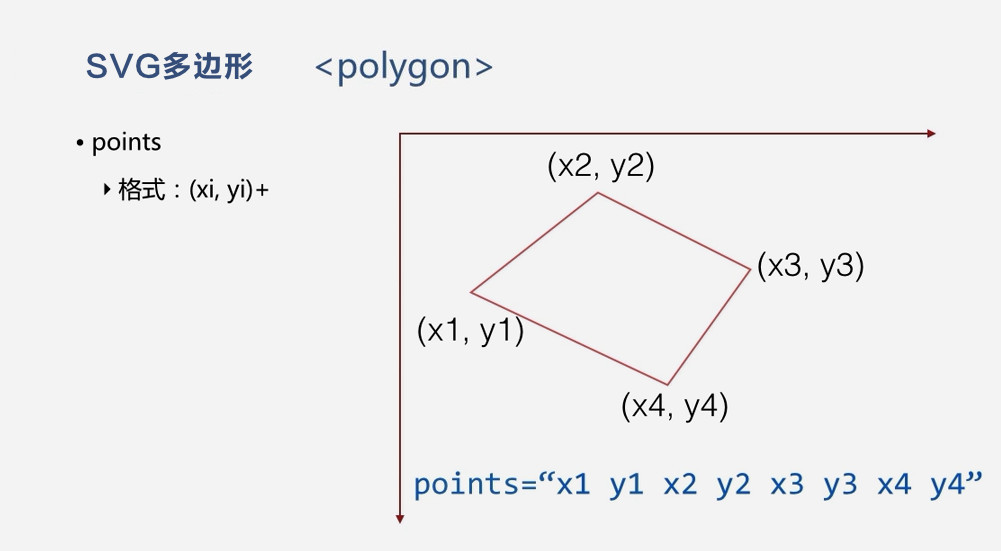 SVG多边形 <polygon>
• points
格式：(xi, yi)+
(x2, y2)
(x3, y3)
(x1, y1)
(x4, y4)
points=“x1 y1 x2 y2 x3 y3 x4 y4”